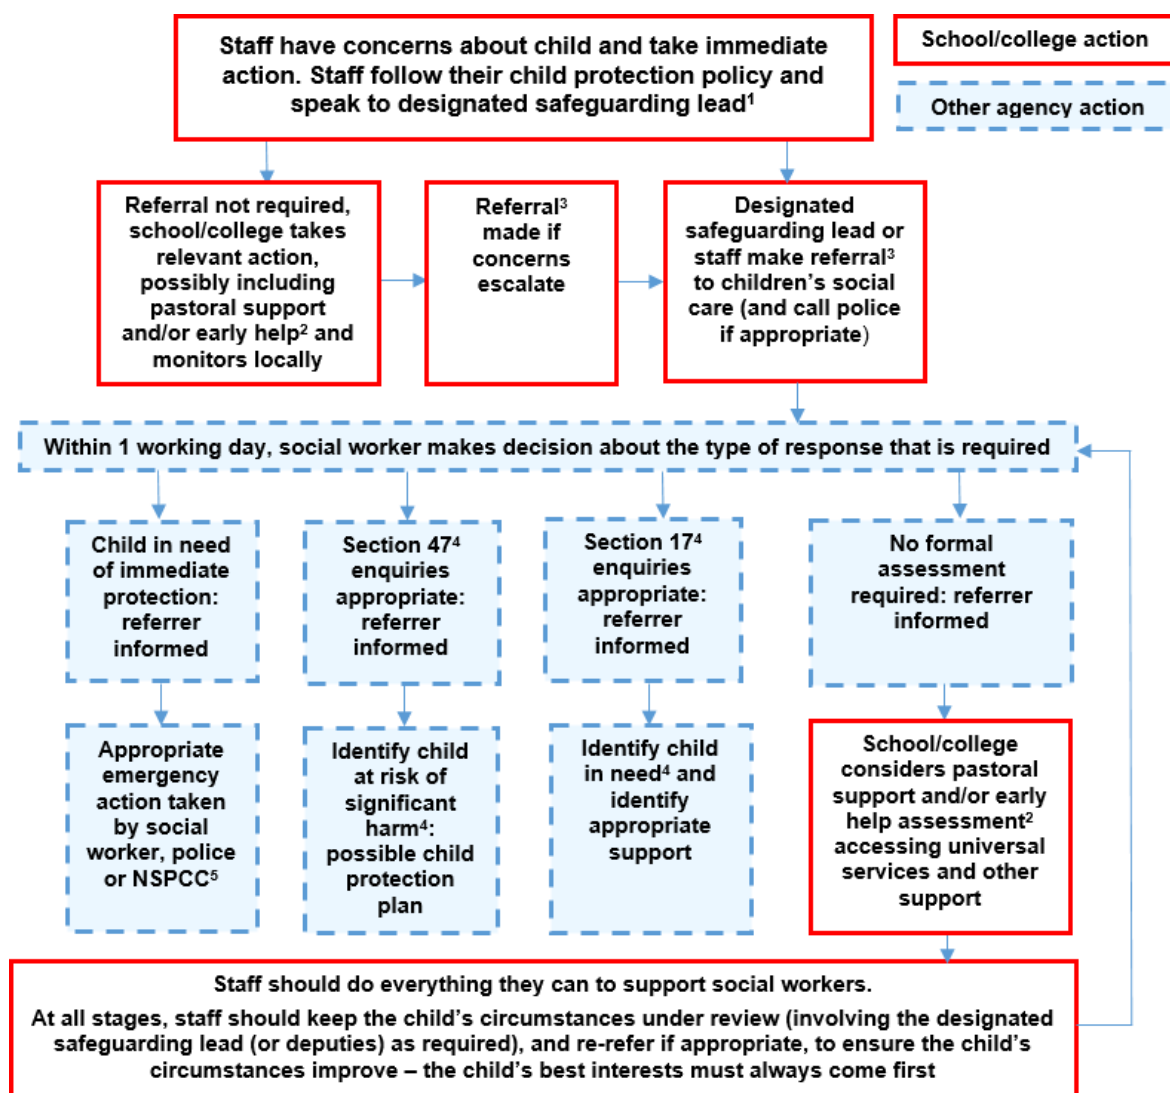 Staff have concerns about child and take immediate
action. Staff follow their child protection policy and
speak to designated safeguarding lead¹
School/college action
Other agency action
Referral not required,
school/college takes
relevant action,
possibly including
pastoral support
and/or early help² and
monitors locally
Referral³
made if
concerns
escalate
Designated
safeguarding lead or
staff make referral³
to children's social
care (and call police
if appropriate)
Within 1 working day, social worker makes decision about the type of response that is required
Child in need
of immediate
protection:
referrer
informed
Section 47⁴
enquiries
appropriate:
referrer
informed
Section 17⁴
enquiries
appropriate:
referrer
informed
No formal
assessment
required: referrer
informed
Appropriate
emergency
action taken
by social
worker, police
or NSPCC⁵
Identify child
at risk of
significant
harm⁴:
possible child
protection
plan
Identify child
in need⁴ and
identify
appropriate
support
School/college
considers pastoral
support and/or early
help assessment²
accessing universal
services and other
support
Staff should do everything they can to support social workers.
At all stages, staff should keep the child's circumstances under review (involving the designated
safeguarding lead (or deputies) as required), and re-refer if appropriate, to ensure the child's
circumstances improve – the child's best interests must always come first